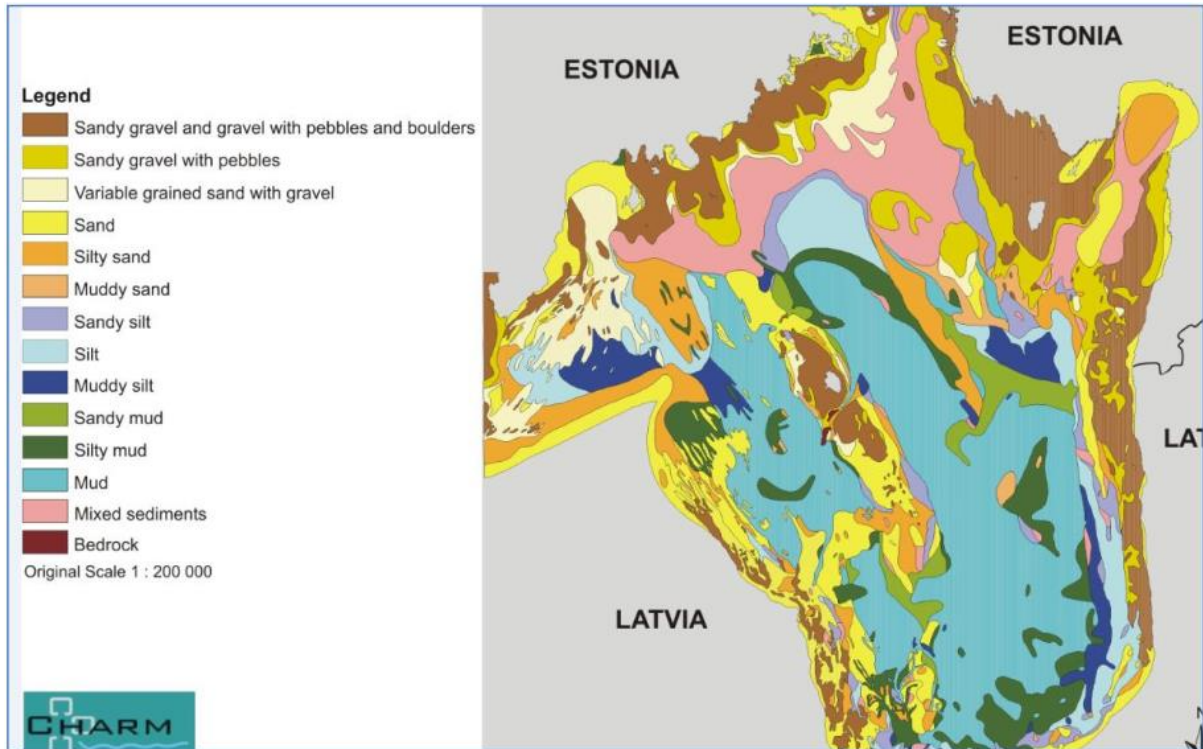 Legend
Sandy gravel and gravel with pebbles and boulders
Sandy gravel with pebbles
Variable grained sand with gravel
Sand
Silty sand
Muddy sand
Sandy silt
Silt
Muddy silt
Sandy mud
Silty mud
Mud
Mixed sediments
Bedrock
Original Scale 1 : 200 000
CHARM
ESTONIA
ESTONIA
LAT
LATVIA
N